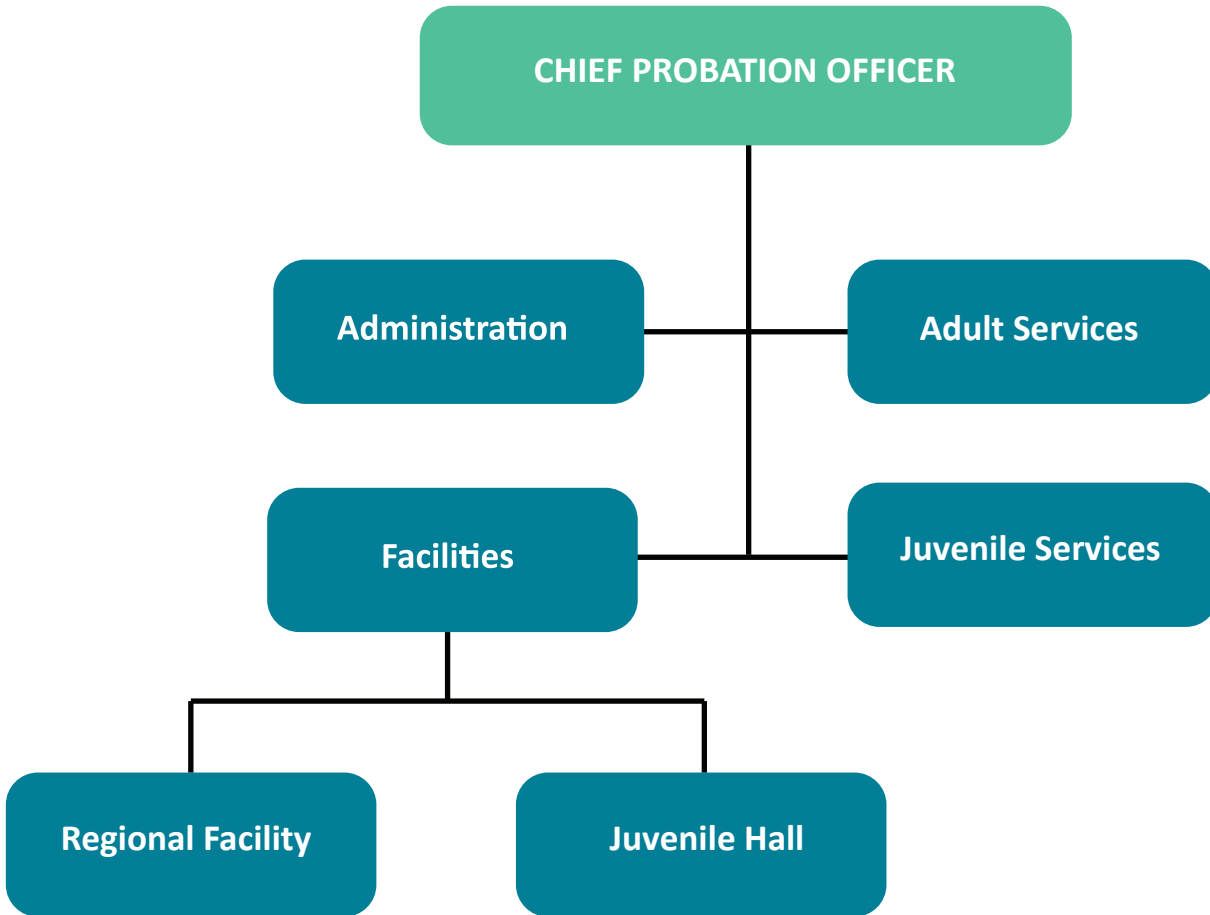 CHIEF PROBATION OFFICER
Administration
Adult Services
Facilities
Juvenile Services
Regional Facility
Juvenile Hall